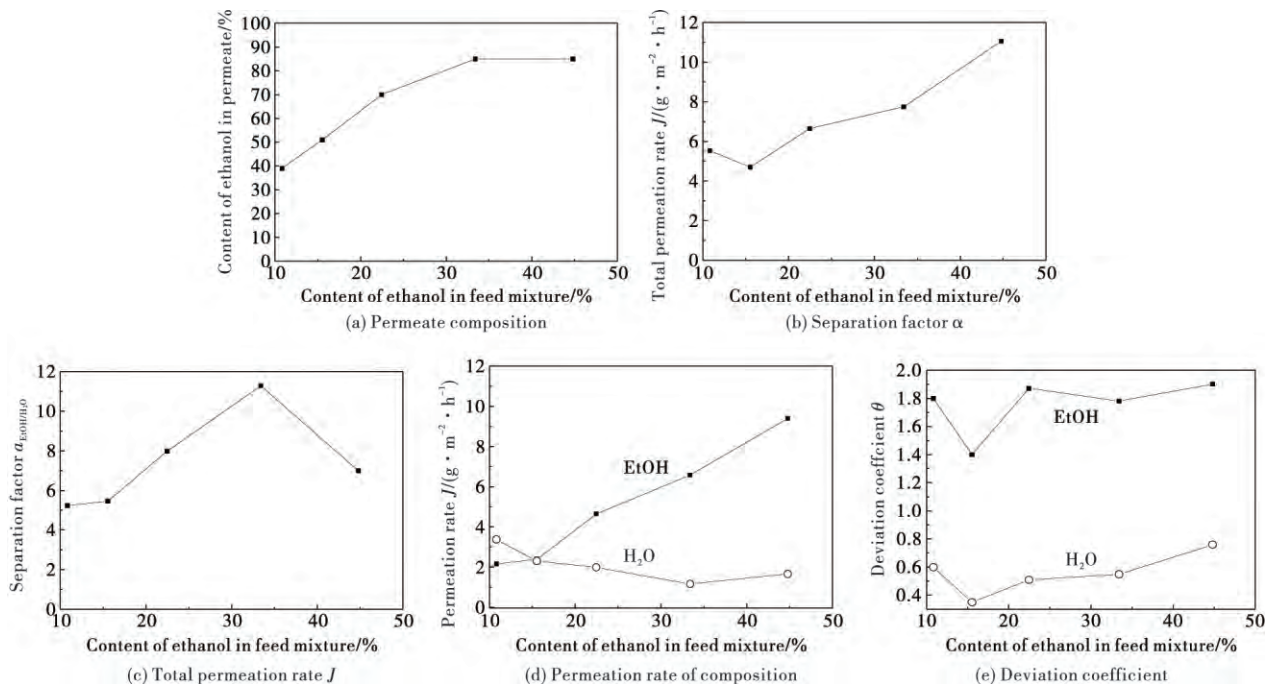 Content of ethanol in permeate/%
100
90
80
70
60
50
40
30
20
10
0
10 20 30 40 50
Content of ethanol in feed mixture/%
(a) Permeate composition
Total permeation rate J/(g · m⁻² · h⁻¹)
12
10
8
6
4
2
0
10 20 30 40 50
Content of ethanol in feed mixture/%
(b) Separation factor α
Separation factor α EtOH/H₂O
12
10
8
6
4
2
0
10 20 30 40 50
Content of ethanol in feed mixture/%
(c) Total permeation rate J
Permeation rate J/(g · m⁻² · h⁻¹)
12
10
8
6
4
2
0
EtOH
H₂O
10 20 30 40 50
Content of ethanol in feed mixture/%
(d) Permeation rate of composition
Deviation coeffcient θ
2.0
1.8
1.6
1.4
1.2
1.0
0.8
0.6
0.4
EtOH
H₂O
10 20 30 40 50
Content of ethanol in feed mixture/%
(e) Deviation coefficient